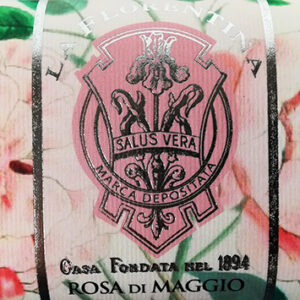 LA FLORENTINA
SALUS VERA
MARCA DEPOSITATA
CASA FONDATA NEL 1894
ROSA DI MAGGIO